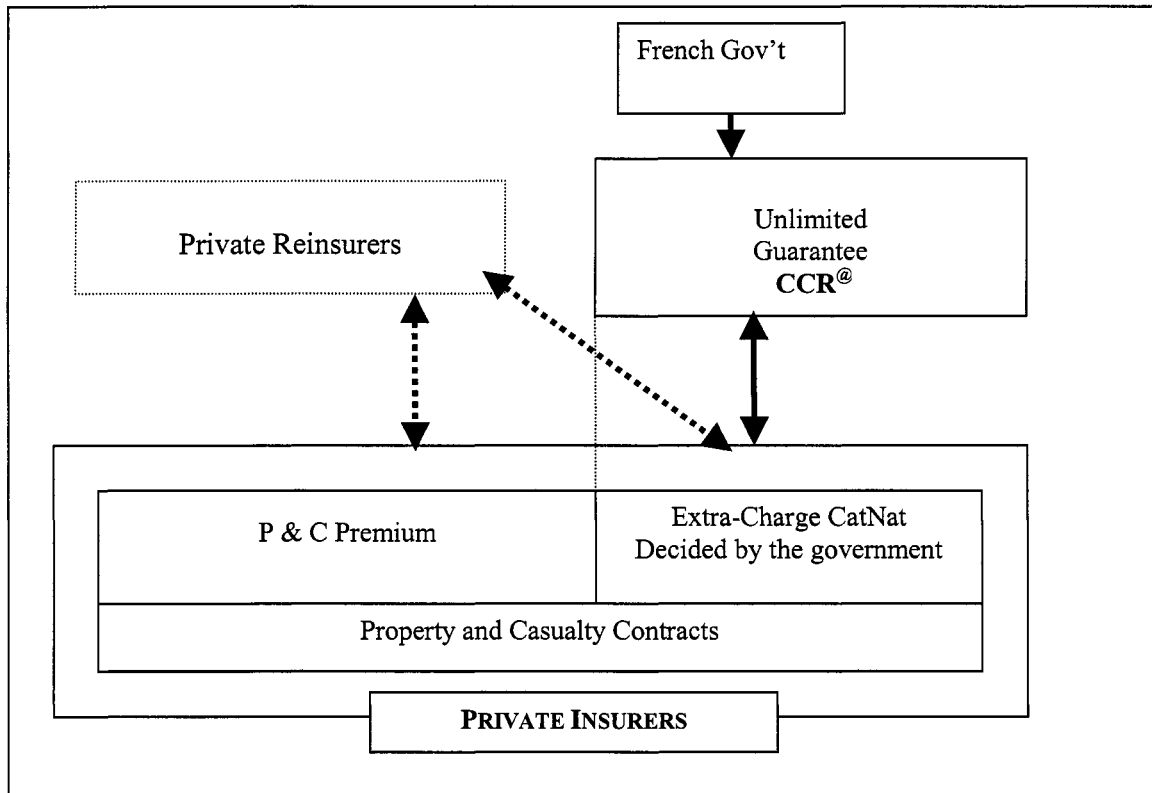 French Gov't
Private Reinsurers
Unlimited
Guarantee
CCR@
P & C Premium
Extra-Charge CatNat
Decided by the government
Property and Casualty Contracts
PRIVATE INSURERS